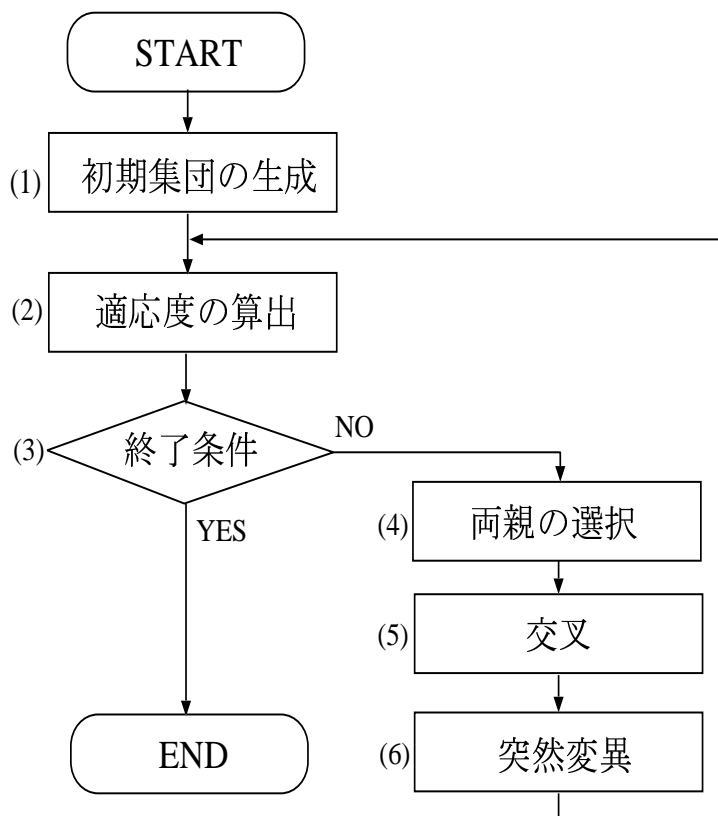 START
(1) 初期集団の生成
(2) 適応度の算出
(3) 終了条件
NO
YES
(4) 両親の選択
(5) 交叉
(6) 突然変異
END